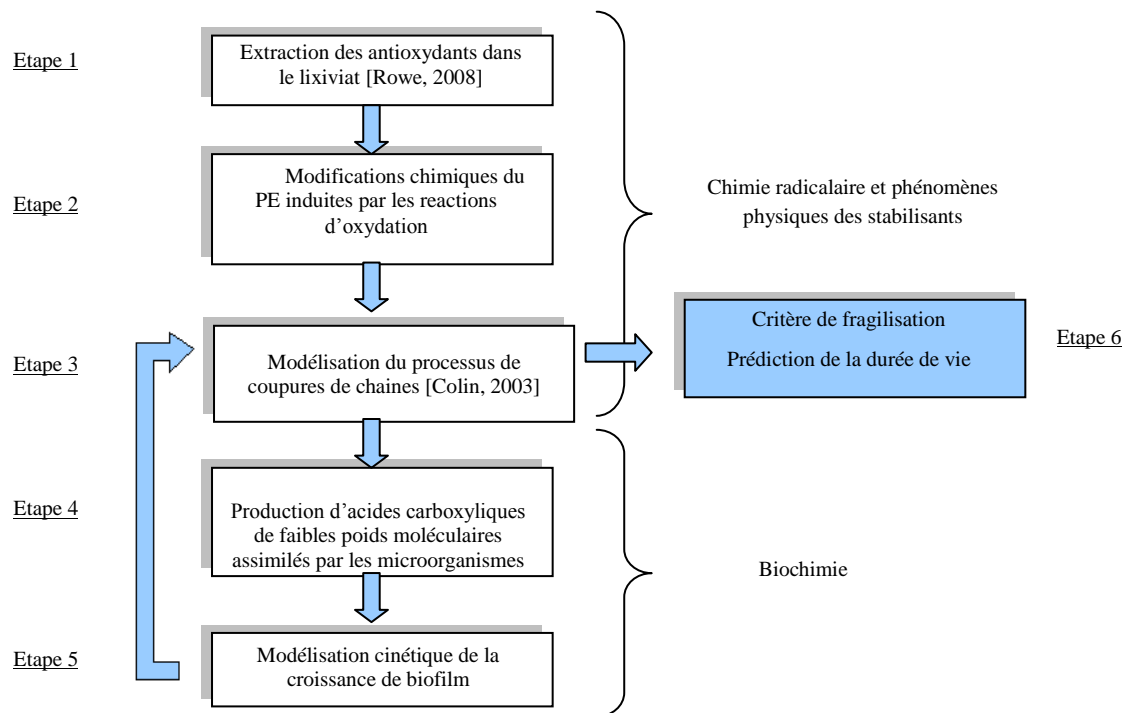 Etape 1
Extraction des antioxydants dans
le lixiviat [Rowe, 2008]
Etape 2
Modifications chimiques du
PE induites par les reactions
d’oxydation
Chimie radicalaire et phénomènes
physiques des stabilisants
Etape 3
Modélisation du processus de
coupures de chaines [Colin, 2003]
Critère de fragilisation
Prédiction de la durée de vie
Etape 6
Etape 4
Production d’acides carboxyliques
de faibles poids moléculaires
assimilés par les microorganismes
Biochimie
Etape 5
Modélisation cinétique de la
croissance de biofilm